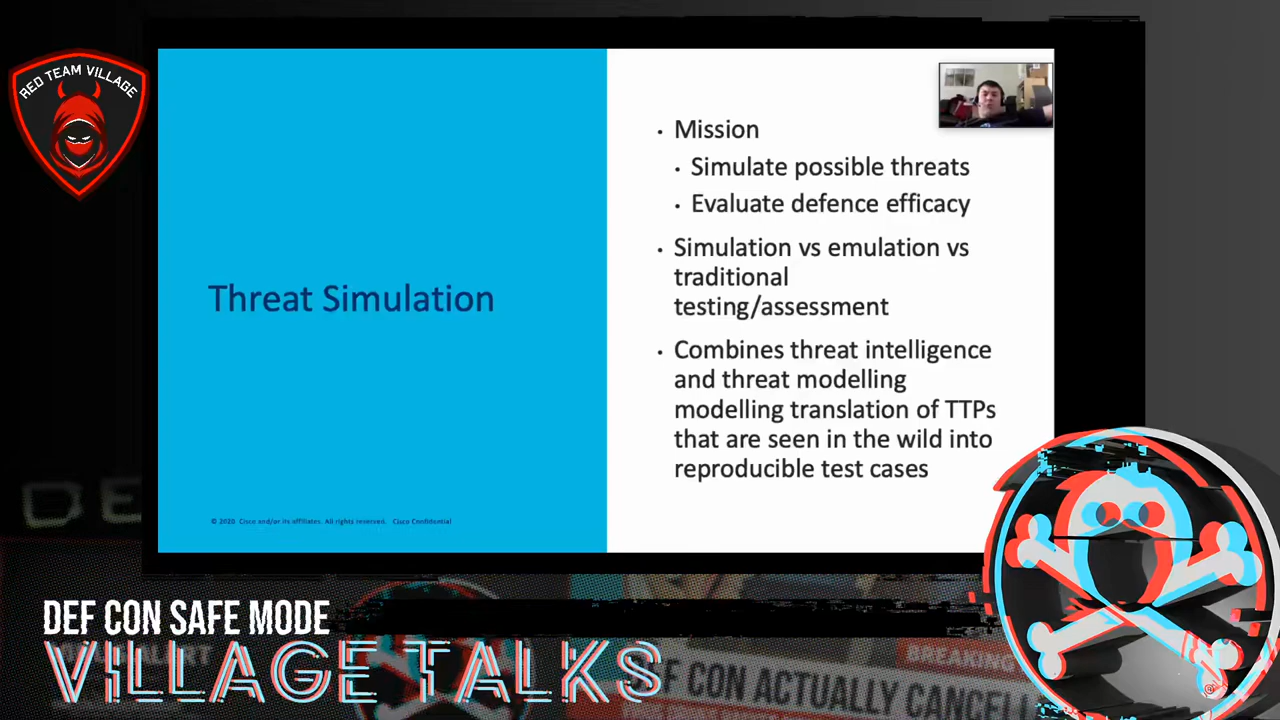 RED TEAM VILLAGE
Mission
Simulate possible threats
Evaluate defence efficacy
Simulation vs emulation vs
traditional
testing/assessment
Combines threat intelligence
and threat modelling
modelling translation of TTPs
that are seen in the wild into
reproducible test cases
Threat Simulation
© 2020 Cisco and/or its affiliates. All rights reserved. Cisco Confidential
DEF CON SAFE MODE
VILLAGE TALKS
BREAKING
DEF CON ACTUALLY CANCELL